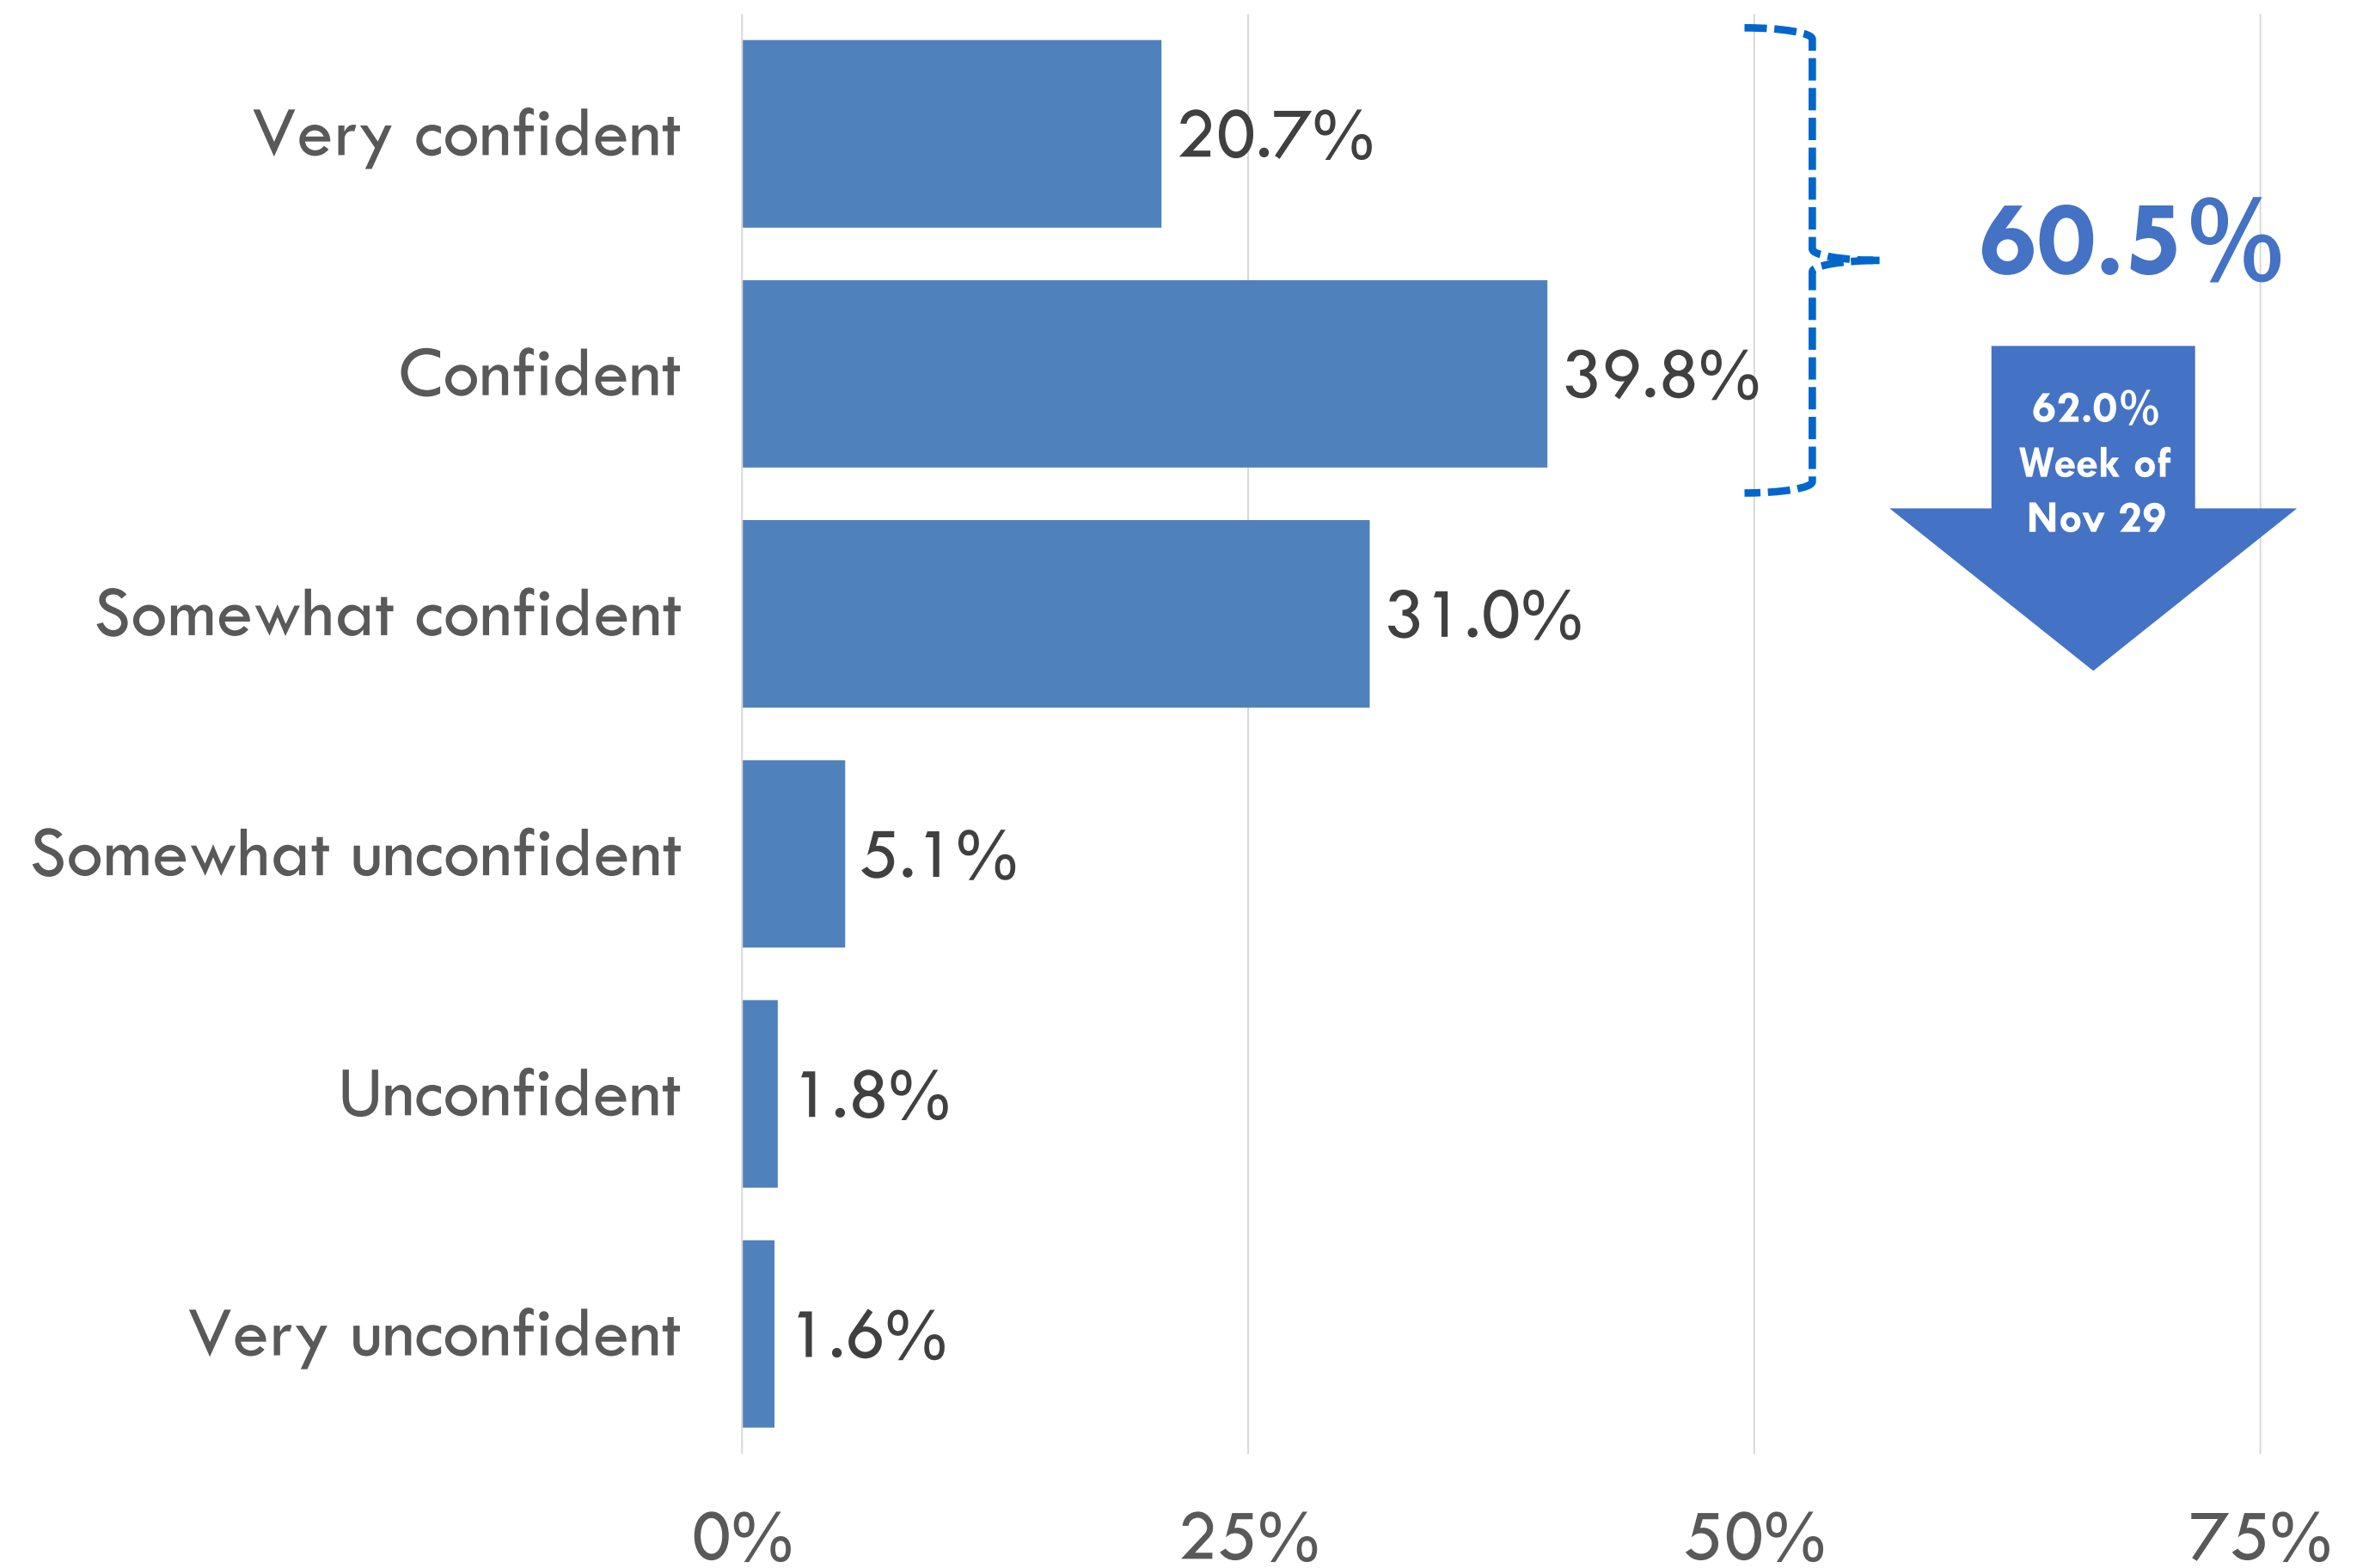 Very confident
20.7%
60.5%
Confident
39.8%
62.0%
Week of
Nov 29
Somewhat confident
31.0%
Somewhat unconfident
5.1%
Unconfident
1.8%
Very unconfident
1.6%
0%
25%
50%
75%